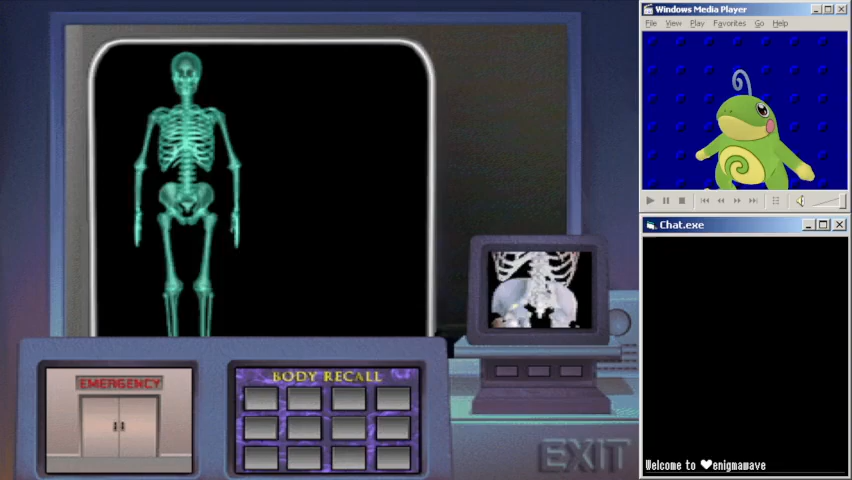 Windows Media Player
File View Play Favorites Go Help
Chat.exe
EMERGENCY
BODY RECALL
EXIT
Welcome to ♥enigmawave